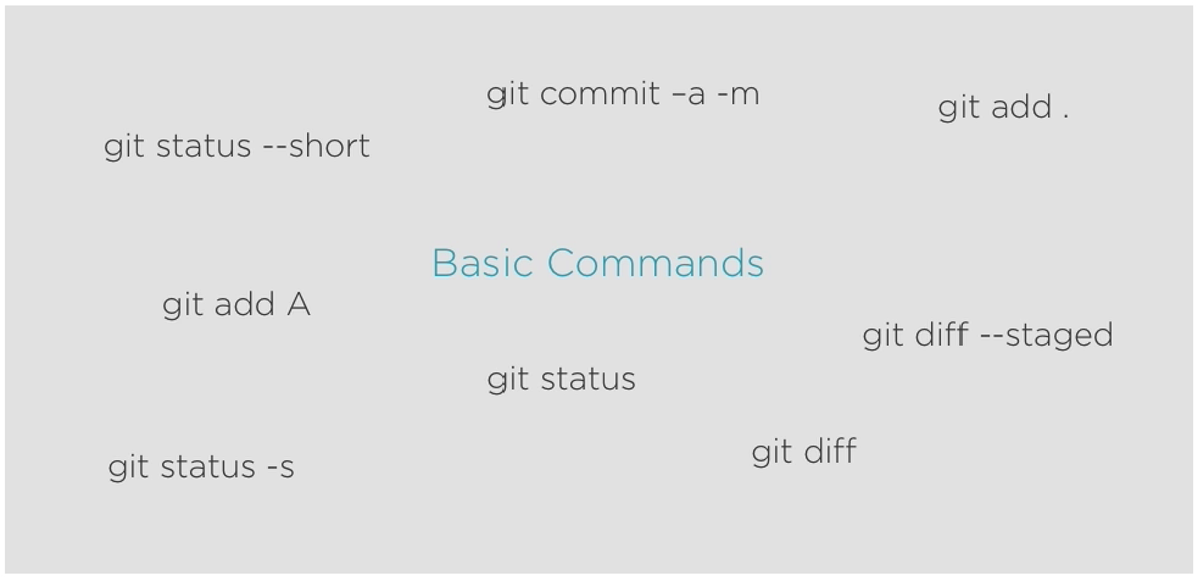 git commit –a -m
git add .
git status --short
Basic Commands
git add A
git diff --staged
git status
git diff
git status -s